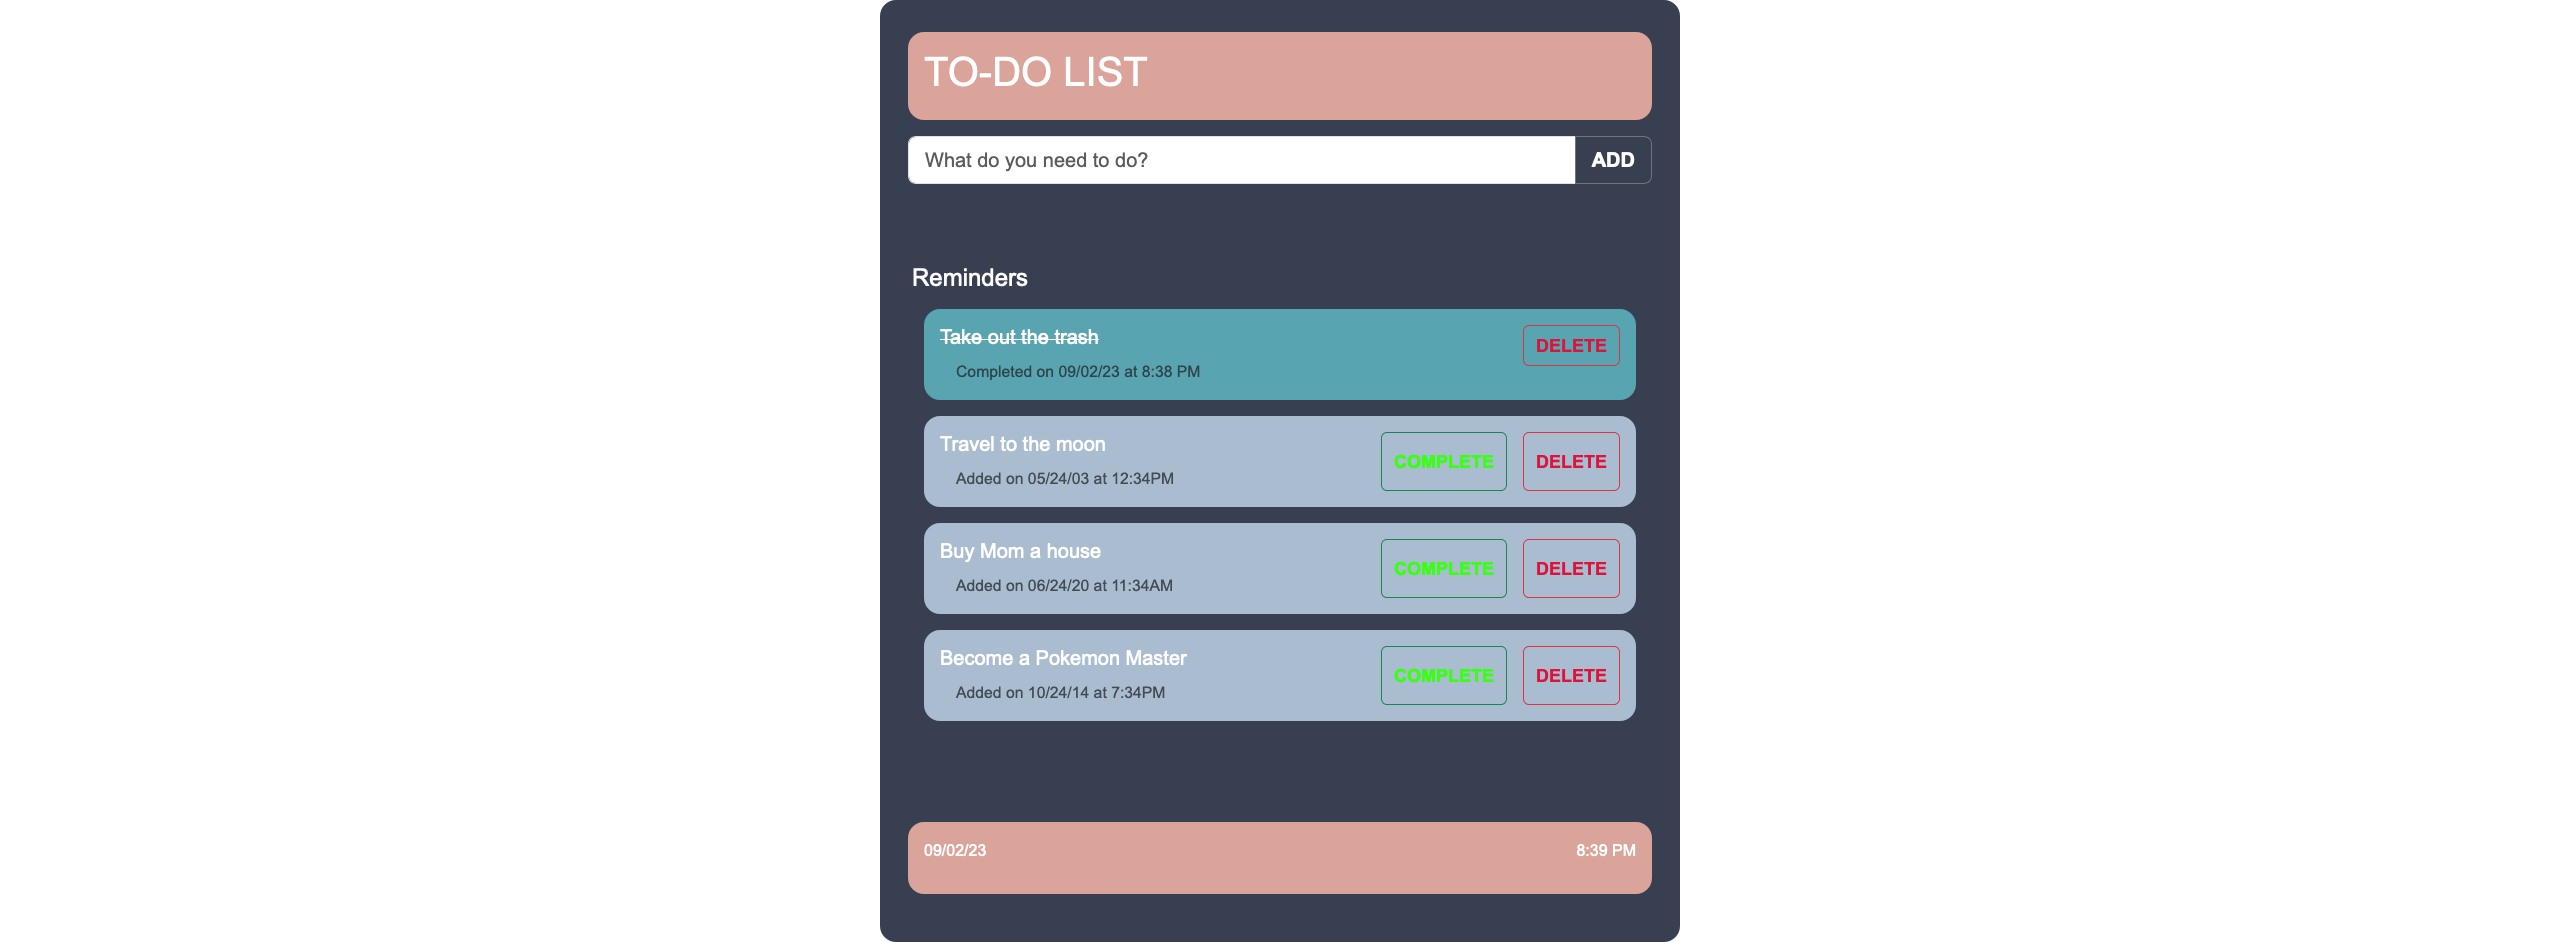 TO-DO LIST
What do you need to do?
ADD
Reminders
Take out the trash
DELETE
Completed on 09/02/23 at 8:38 PM
Travel to the moon
COMPLETE
DELETE
Added on 05/24/03 at 12:34PM
Buy Mom a house
COMPLETE
DELETE
Added on 06/24/20 at 11:34AM
Become a Pokemon Master
COMPLETE
DELETE
Added on 10/24/14 at 7:34PM
09/02/23
8:39 PM